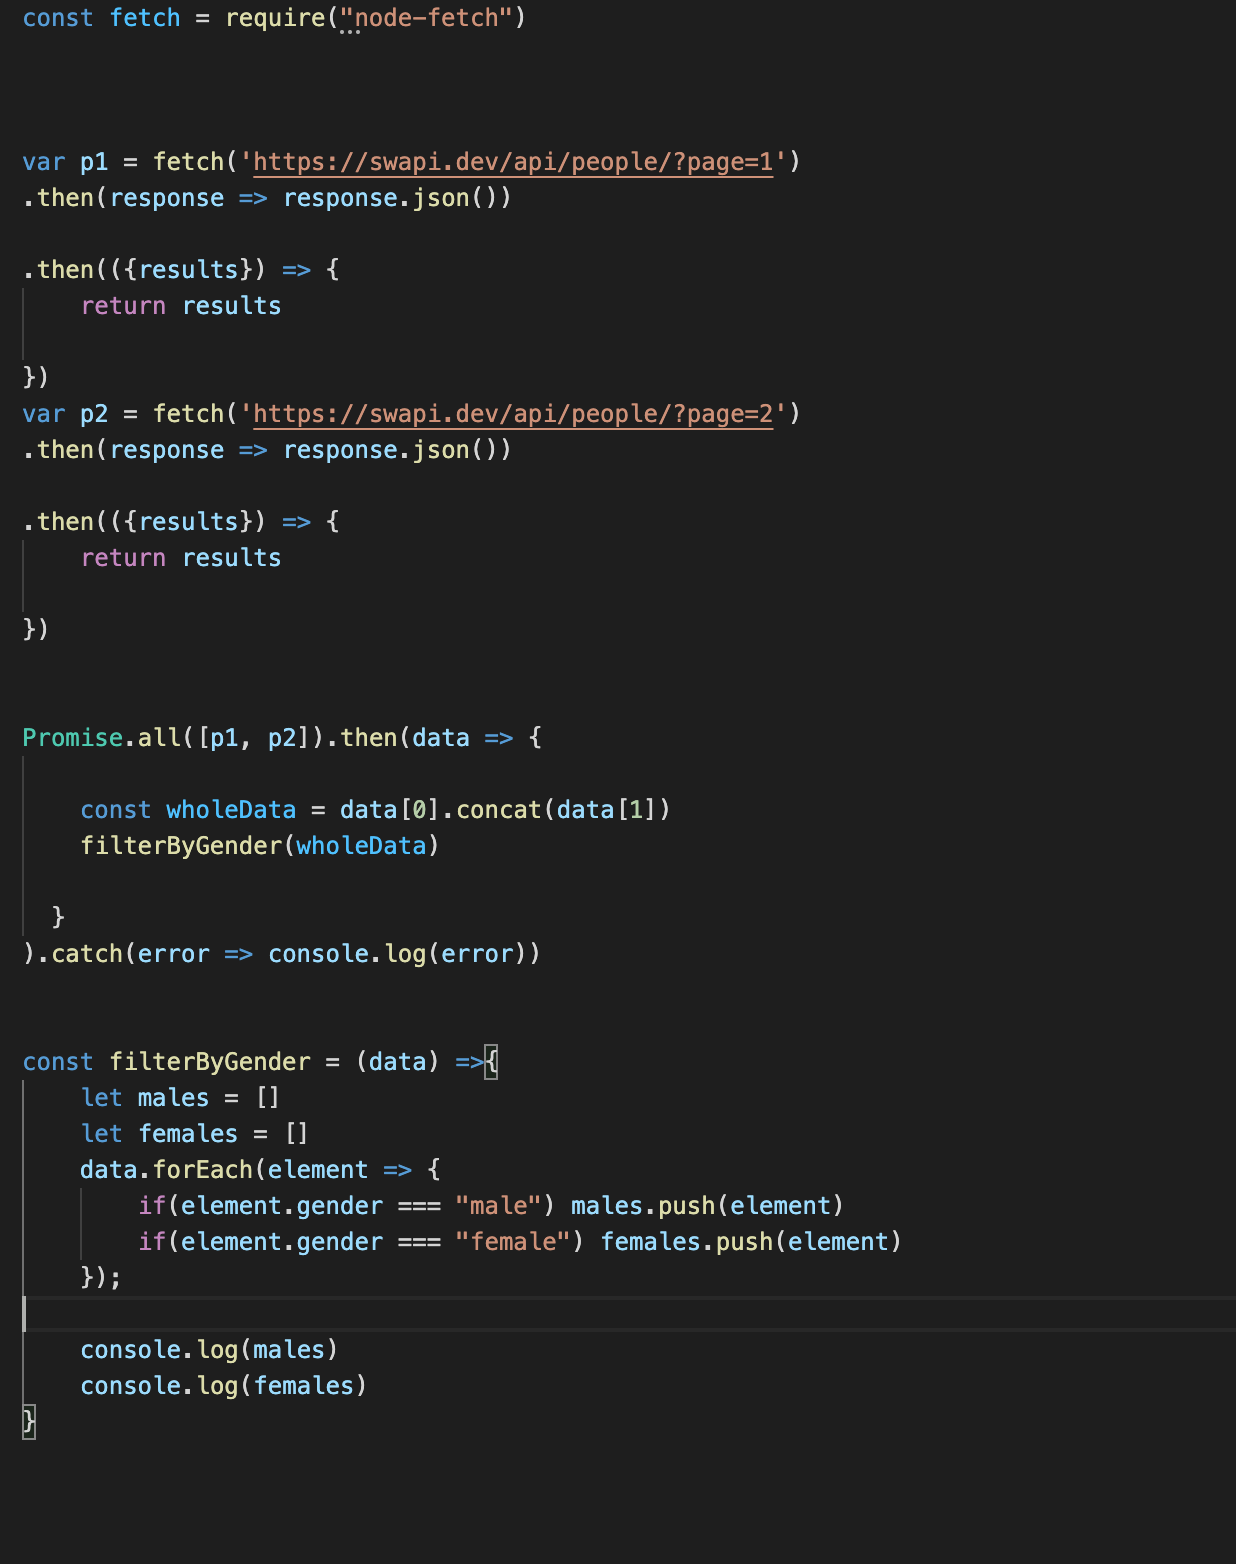 const fetch = require("node-fetch")
var p1 = fetch('https://swapi.dev/api/people/?page=1')
.then(response => response.json())
.then(({results}) => {
    return results
})
var p2 = fetch('https://swapi.dev/api/people/?page=2')
.then(response => response.json())
.then(({results}) => {
    return results
})
Promise.all([p1, p2]).then(data => {
    const wholeData = data[0].concat(data[1])
    filterByGender(wholeData)
  }
).catch(error => console.log(error))
const filterByGender = (data) =>{
    let males = []
    let females = []
    data.forEach(element => {
        if(element.gender === "male") males.push(element)
        if(element.gender === "female") females.push(element)
    });
    console.log(males)
    console.log(females)
}